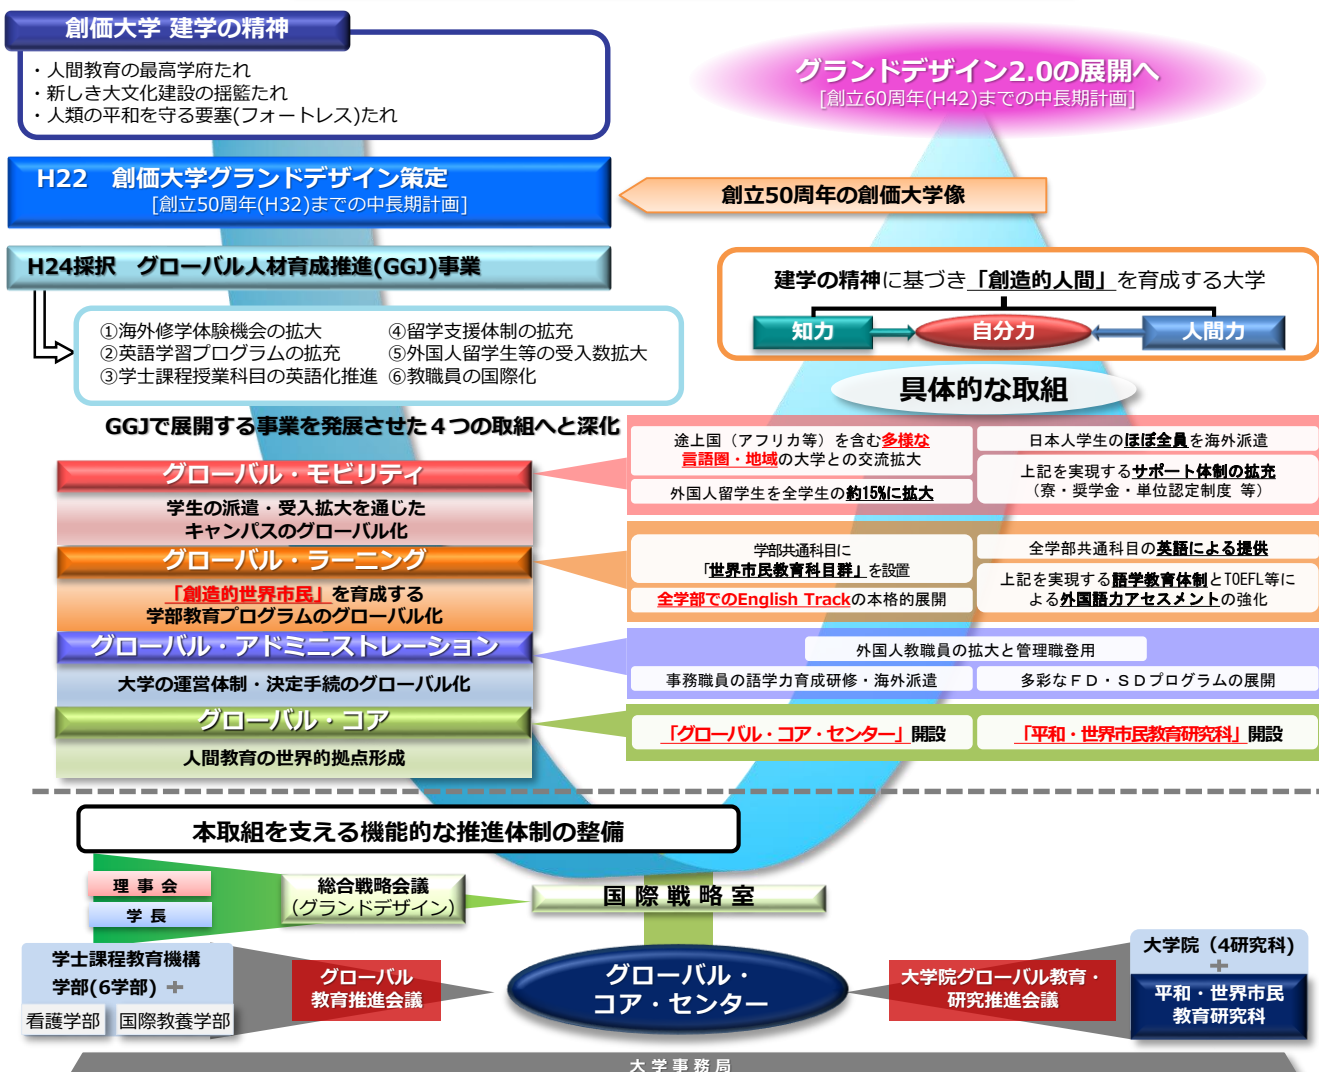 創価大学 建学の精神
・人間教育の最高学府たれ
・新しき大文化建設の揺籃たれ
・人類の平和を守る要塞(フォートレス)たれ
グランドデザイン2.0の展開へ
[創立60周年(H42)までの中長期計画]
H22 創価大学グランドデザイン策定
[創立50周年(H32)までの中長期計画]
創立50周年の創価大学像
H24採択 グローバル人材育成推進(GGJ)事業
①海外修学体験機会の拡大
②英語学習プログラムの拡充
③学士課程授業科目の英語化推進
④留学支援体制の拡充
⑤外国人留学生等の受入数拡大
⑥教職員の国際化
建学の精神に基づき「創造的人間」を育成する大学
知力
自分力
人間力
具体的な取組
GGJで展開する事業を発展させた４つの取組へと深化
グローバル・モビリティ
学生の派遣・受入拡大を通じた
キャンパスのグローバル化
途上国（アフリカ等）を含む多様な
言語圏・地域の大学との交流拡大
外国人留学生を全学生の約15%に拡大
日本人学生のほぼ全員を海外派遣
上記を実現するサポート体制の拡充
（寮・奨学金・単位認定制度 等）
グローバル・ラーニング
「創造的世界市民」を育成する
学部教育プログラムのグローバル化
学部共通科目に
「世界市民教育科目群」を設置
全学部でのEnglish Trackの本格的展開
全学部共通科目の英語による提供
上記を実現する語学教育体制とTOEFL等に
よる外国語力アセスメントの強化
グローバル・アドミニストレーション
大学の運営体制・決定手続のグローバル化
外国人教職員の拡大と管理職登用
事務職員の語学力育成研修・海外派遣
多彩なＦＤ・ＳＤプログラムの展開
グローバル・コア
人間教育の世界的拠点形成
「グローバル・コア・センター」開設
「平和・世界市民教育研究科」開設
本取組を支える機能的な推進体制の整備
理事会
学長
総合戦略会議
（グランドデザイン）
国際戦略室
学士課程教育機構
学部(6学部) +
看護学部
国際教養学部
グローバル
教育推進会議
グローバル・
コア・センター
大学院グローバル教育・
研究推進会議
大学院（4研究科)
+
平和・世界市民
教育研究科
大学事務局